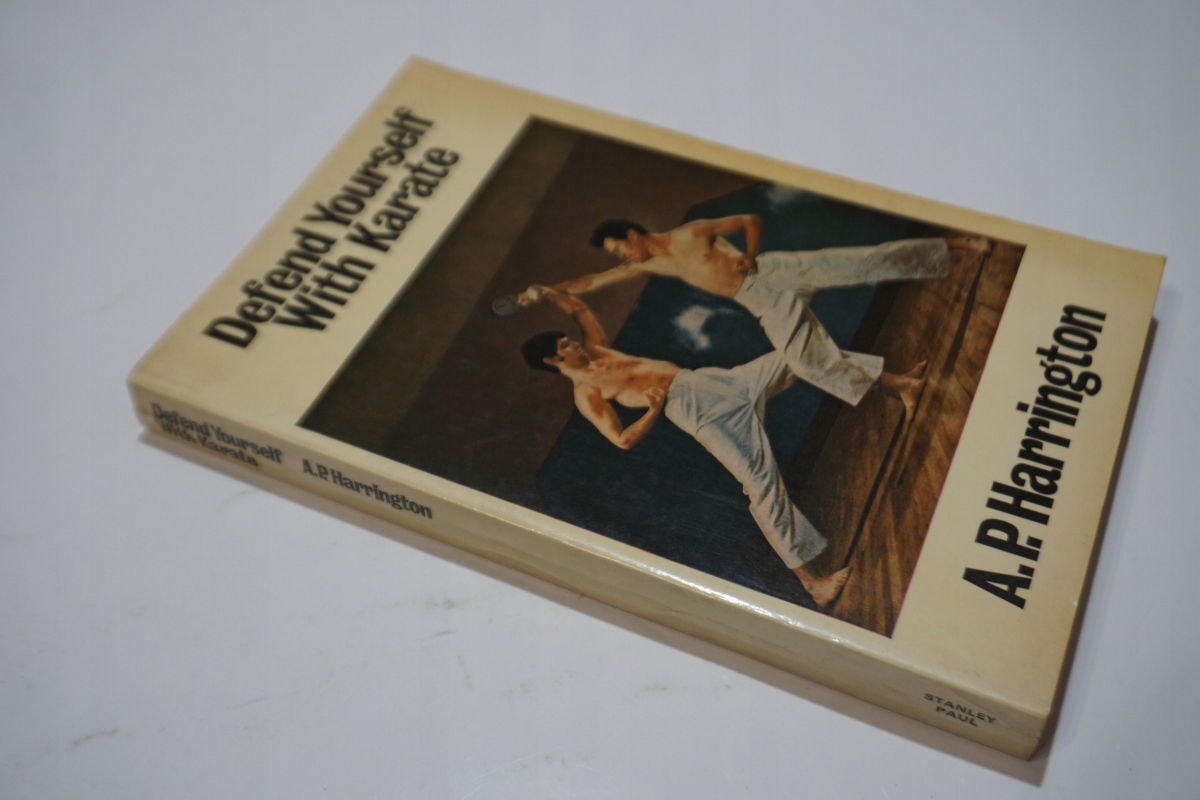 Defend Yourself
With Karate
A.P. Harrington
Defend Yourself
With Karate
A.P. Harrington
STANLEY
PAUL